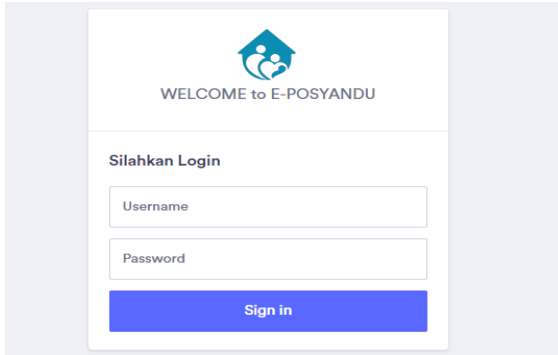 WELCOME to E-POSYANDU
Silahkan Login
Username
Password
Sign in